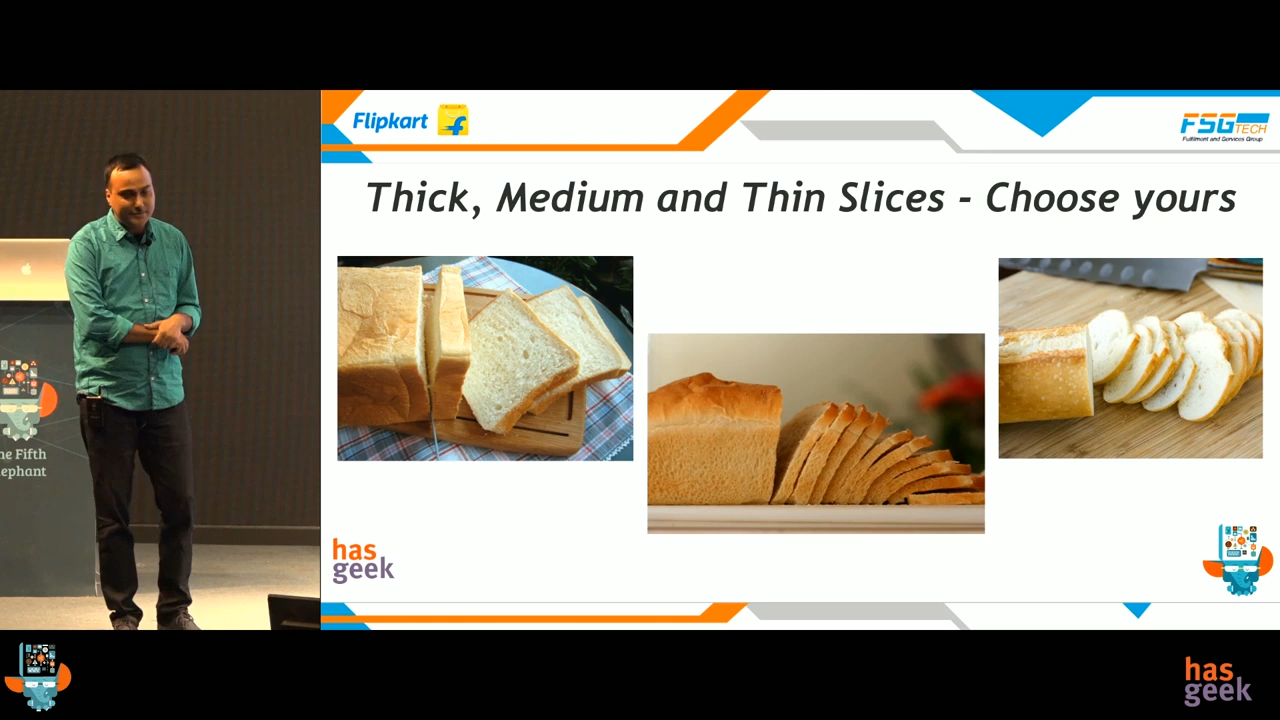 Flipkart
FSG TECH
Fulfilment and Services Group
Thick, Medium and Thin Slices - Choose yours
he Fifth
lephant
has
geek
has
geek